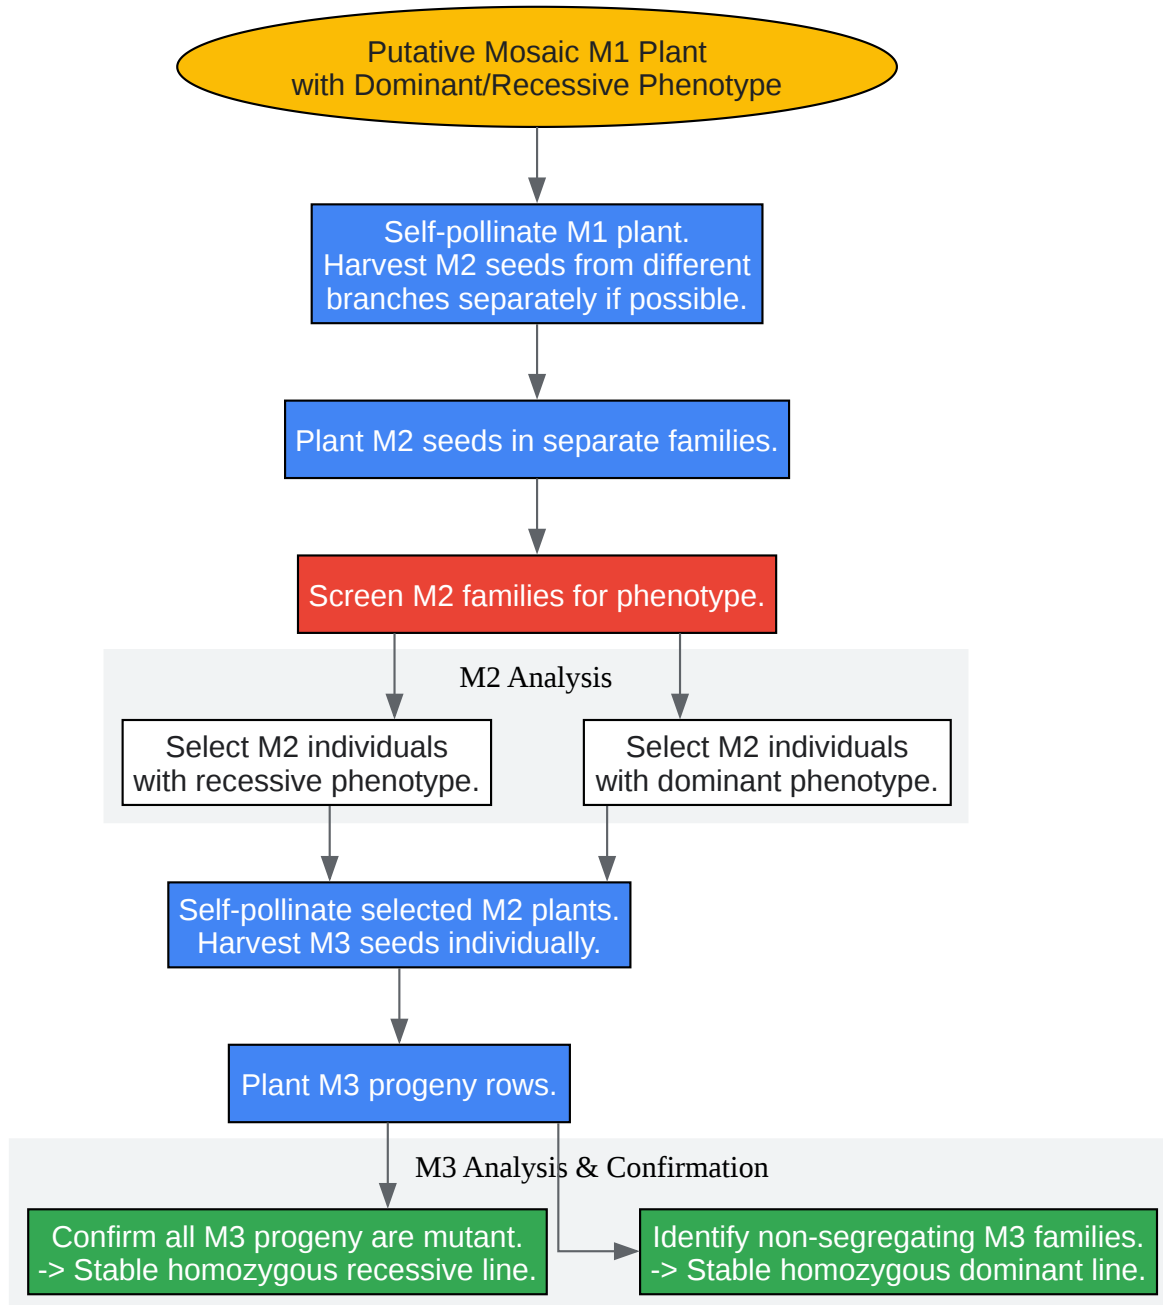 Putative Mosaic M1 Plant
with Dominant/Recessive Phenotype
Self-pollinate M1 plant.
Harvest M2 seeds from different
branches separately if possible.
Plant M2 seeds in separate families.
Screen M2 families for phenotype.
M2 Analysis
Select M2 individuals
with recessive phenotype.
Select M2 individuals
with dominant phenotype.
Self-pollinate selected M2 plants.
Harvest M3 seeds individually.
Plant M3 progeny rows.
M3 Analysis & Confirmation
Confirm all M3 progeny are mutant.
-> Stable homozygous recessive line.
Identify non-segregating M3 families.
-> Stable homozygous dominant line.